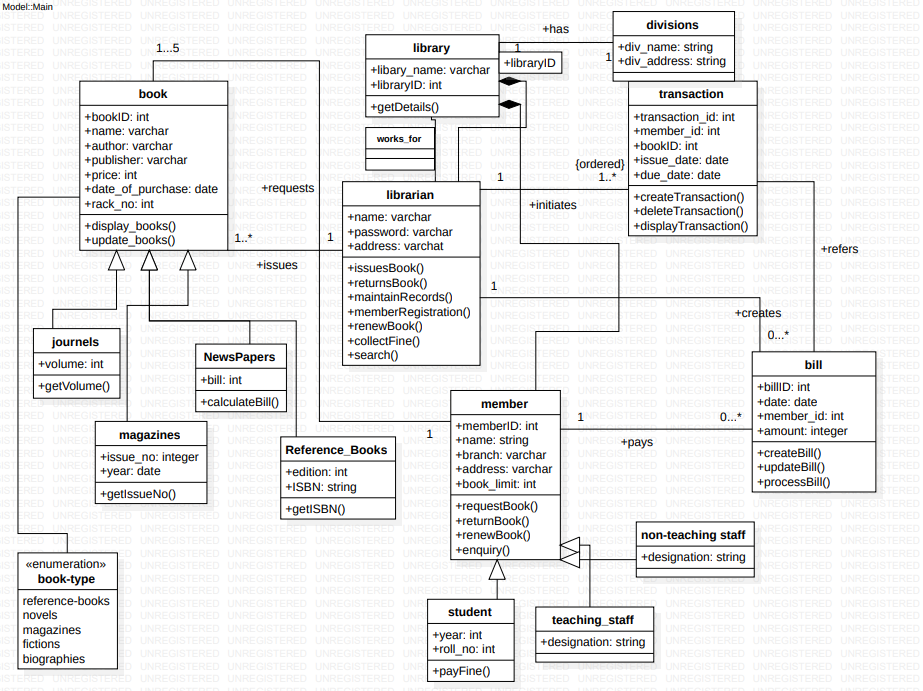 Model::Main
library
+libary_name: varchar
+libraryID: int
+getDetails()
+has
1
+libraryID
1
divisions
+div_name: string
+div_address: string
1...5
book
+bookID: int
+name: varchar
+author: varchar
+publisher: varchar
+price: int
+date_of_purchase: date
+rack_no: int
+display_books()
+update_books()
works_for
transaction
+transaction_id: int
+member_id: int
+bookID: int
+issue_date: date
+due_date: date
+createTransaction()
+deleteTransaction()
+displayTransaction()
{ordered}
1
1..*
+initiates
+requests
librarian
+name: varchar
+password: varchar
+address: varchat
+issuesBook()
+returnsBook()
+maintainRecords()
+memberRegistration()
+renewBook()
+collectFine()
+search()
1..*
1
+issues
+refers
1
+creates
0...*
journels
+volume: int
+getVolume()
NewsPapers
+bill: int
+calculateBill()
bill
+billID: int
+date: date
+member_id: int
+amount: integer
+createBill()
+updateBill()
+processBill()
magazines
+issue_no: integer
+year: date
+getIssueNo()
Reference_Books
+edition: int
+ISBN: string
+getISBN()
1
member
+memberID: int
+name: string
+branch: varchar
+address: varchar
+book_limit: int
+requestBook()
+returnBook()
+renewBook()
+enquiry()
1
0...*
+pays
non-teaching staff
+designation: string
«enumeration»
book-type
reference-books
novels
magazines
fictions
biographies
student
+year: int
+roll_no: int
+payFine()
teaching_staff
+designation: string